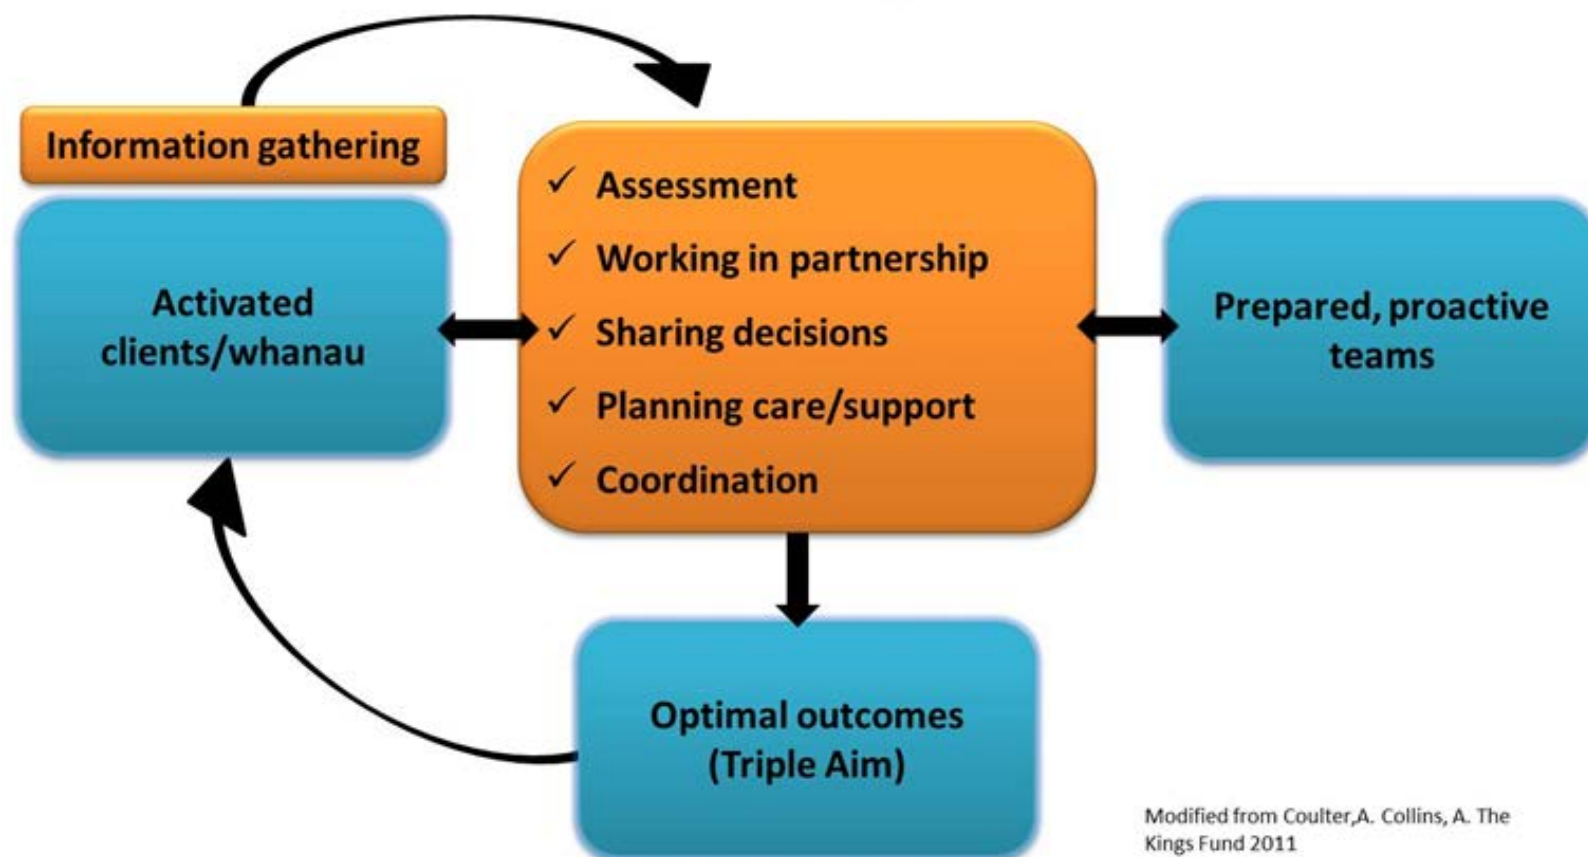 Information gathering
Activated
clients/whanau
✓ Assessment
✓ Working in partnership
✓ Sharing decisions
✓ Planning care/support
✓ Coordination
Prepared, proactive
teams
Optimal outcomes
(Triple Aim)
Modified from Coulter,A. Collins, A. The
Kings Fund 2011